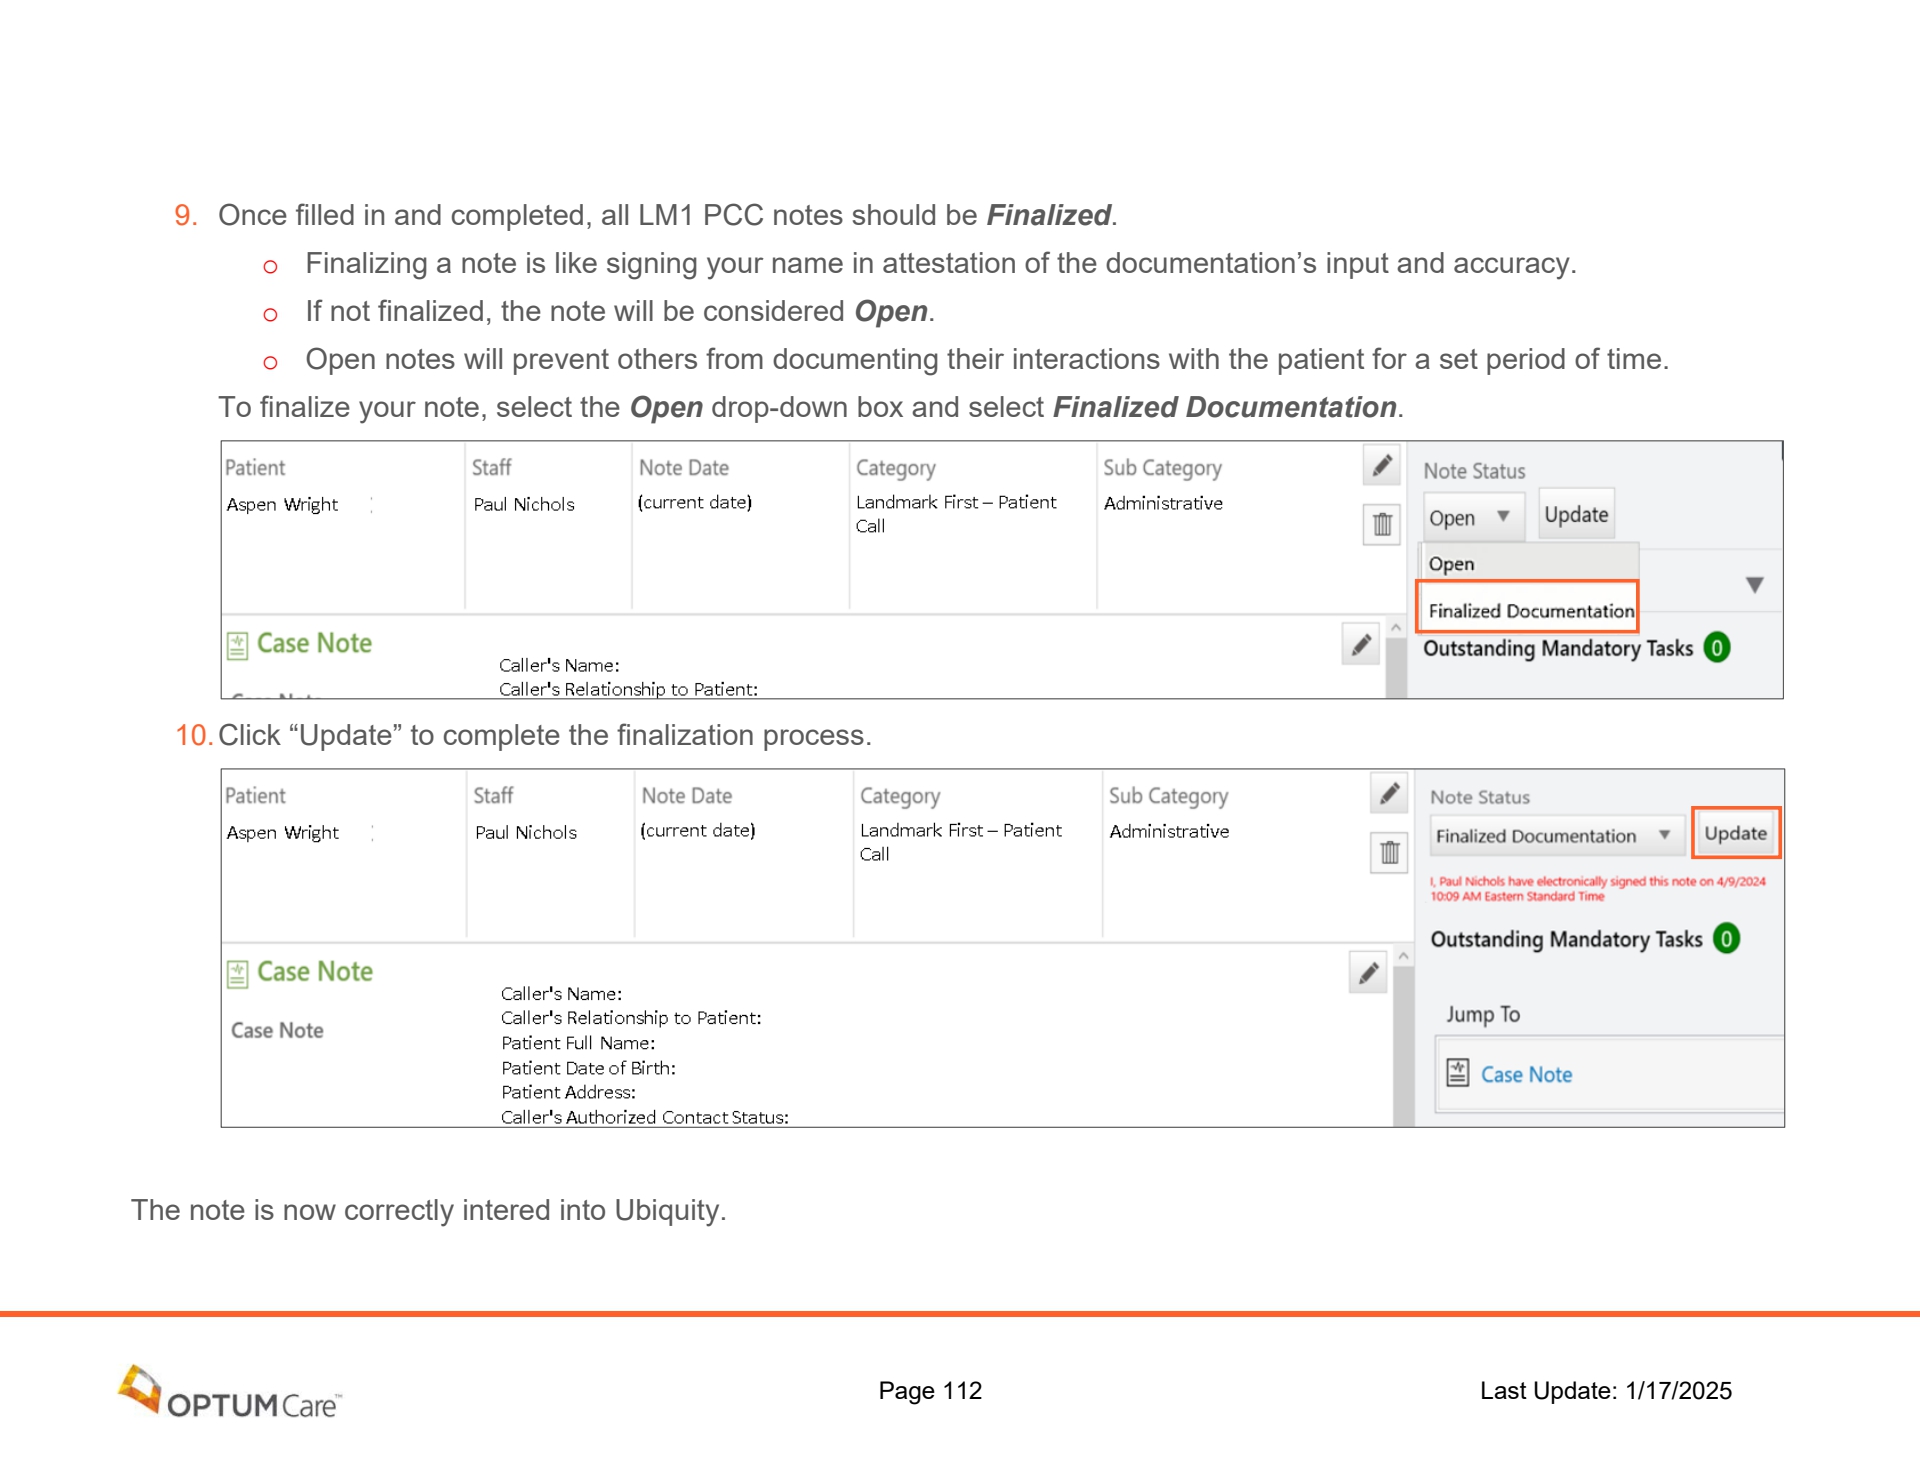 9. Once filled in and completed, all LM1 PCC notes should be Finalized.
o Finalizing a note is like signing your name in attestation of the documentation’s input and accuracy.
o If not finalized, the note will be considered Open.
o Open notes will prevent others from documenting their interactions with the patient for a set period of time.
To finalize your note, select the Open drop-down box and select Finalized Documentation.
Patient Staff Note Date Category Sub Category Note Status
Aspen Wright Paul Nichols (current date) Landmark First – Patient Administrative Open Update
Call
Open
Finalized Documentation
Case Note Outstanding Mandatory Tasks 0
Caller's Name:
Caller's Relationship to Patient:
10. Click “Update” to complete the finalization process.
Patient Staff Note Date Category Sub Category Note Status
Aspen Wright Paul Nichols (current date) Landmark First – Patient Administrative Finalized Documentation Update
Call
I, Paul Nichols have electronically signed this note on 4/9/2024
10:09 AM Eastern Standard Time
Outstanding Mandatory Tasks 0
Case Note
Caller's Name:
Caller's Relationship to Patient:
Jump To
Case Note
Patient Full Name:
Patient Date of Birth:
Case Note
Patient Address:
Caller's Authorized Contact Status:
The note is now correctly intered into Ubiquity.
OPTUM Care™
Page 112
Last Update: 1/17/2025